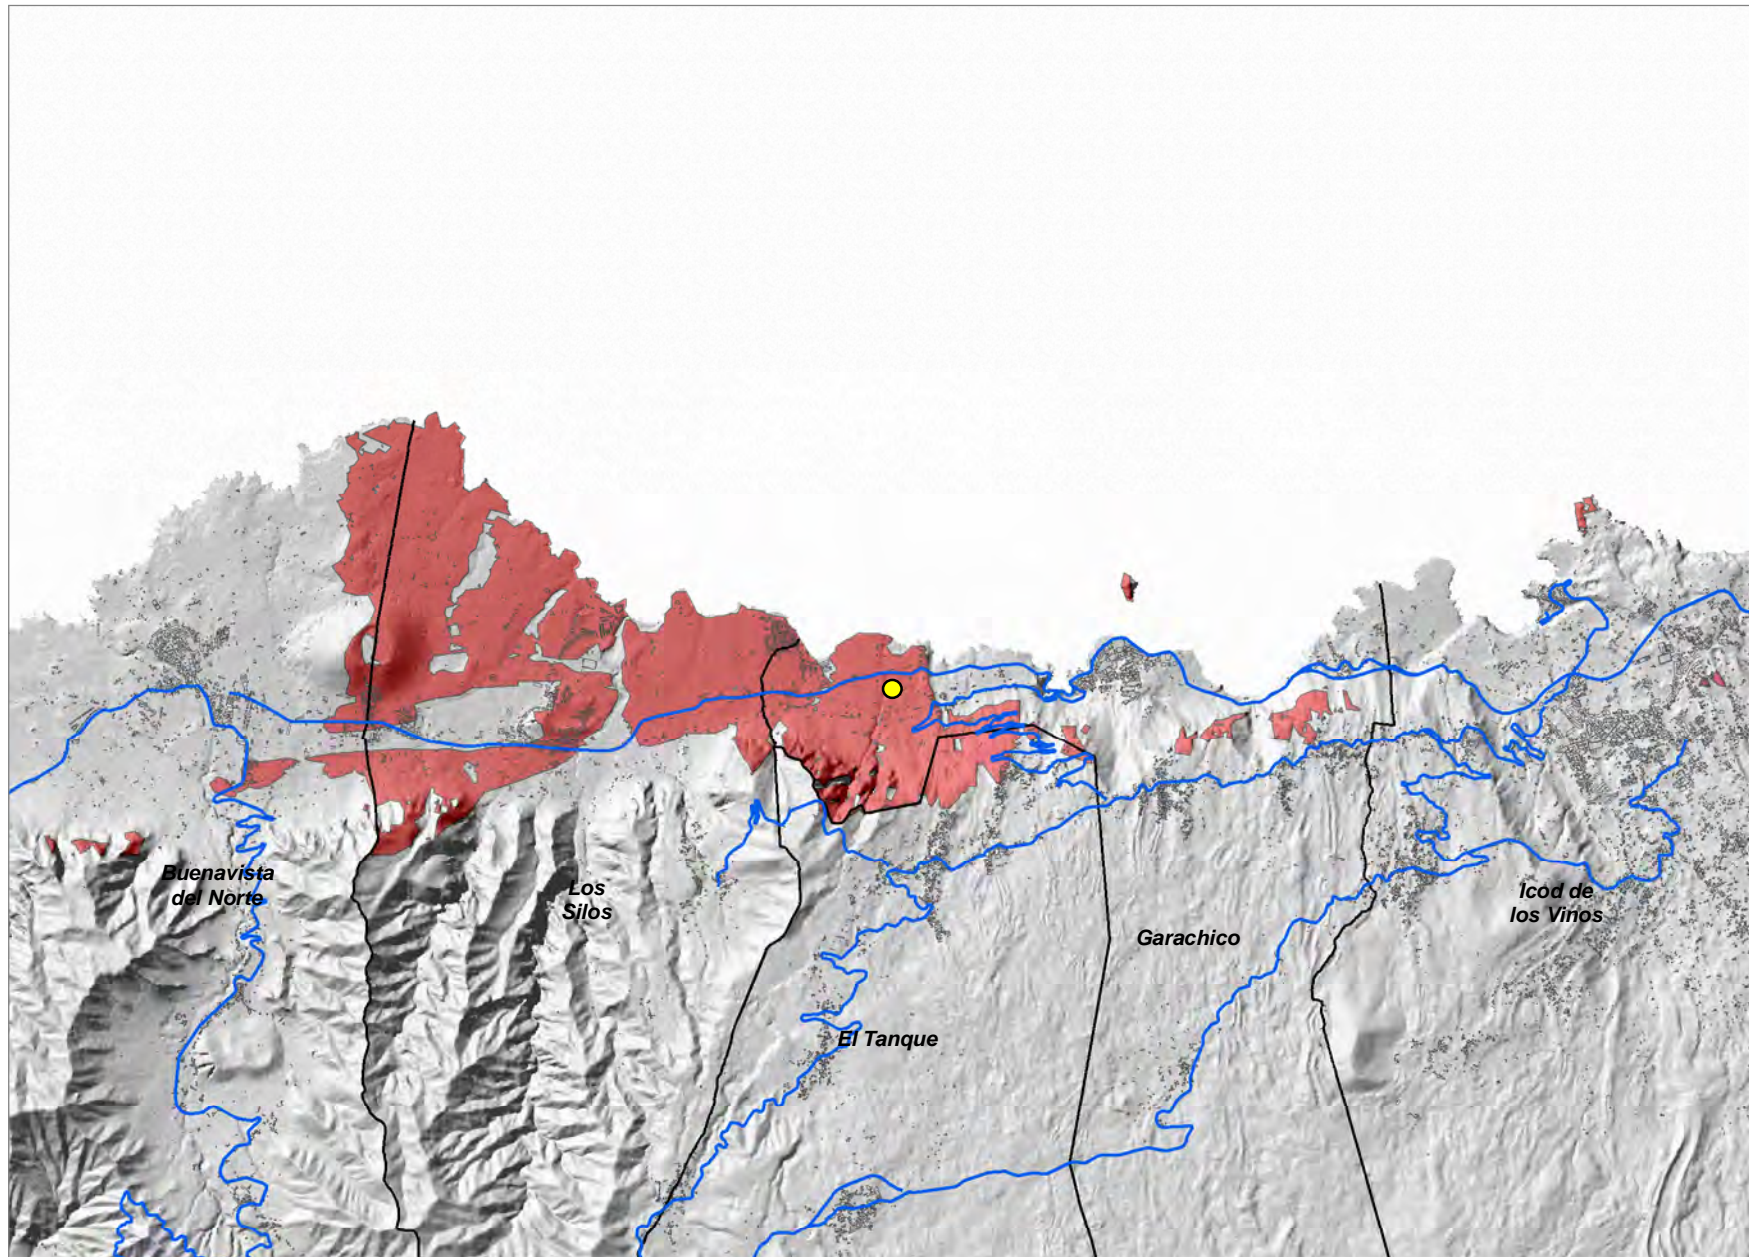 Buenavista
del Norte
Los
Silos
Icod de
los Vinos
Garachico
El Tanque